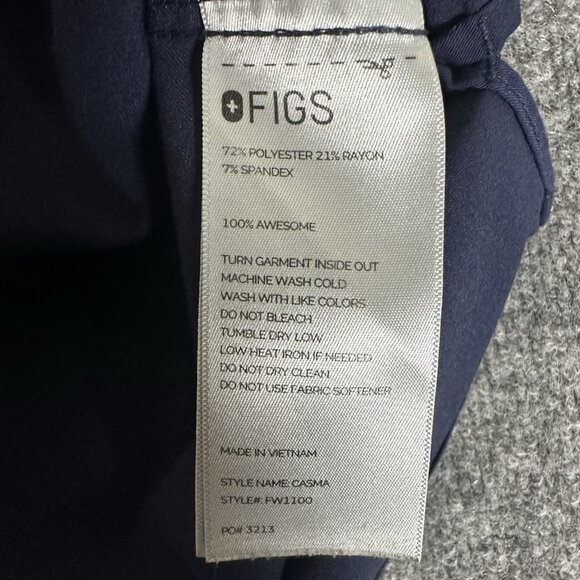 FIGS
72% POLYESTER 21% RAYON
7% SPANDEX
100% AWESOME
TURN GARMENT INSIDE OUT
MACHINE WASH COLD
WASH WITH LIKE COLORS
DO NOT BLEACH
TUMBLE DRY LOW
LOW HEAT IRON IF NEEDED
DO NOT DRY CLEAN
DO NOT USE FABRIC SOFTENER
MADE IN VIETNAM
STYLE NAME: CASMA
STYLE#: FW1100
PO# 3213